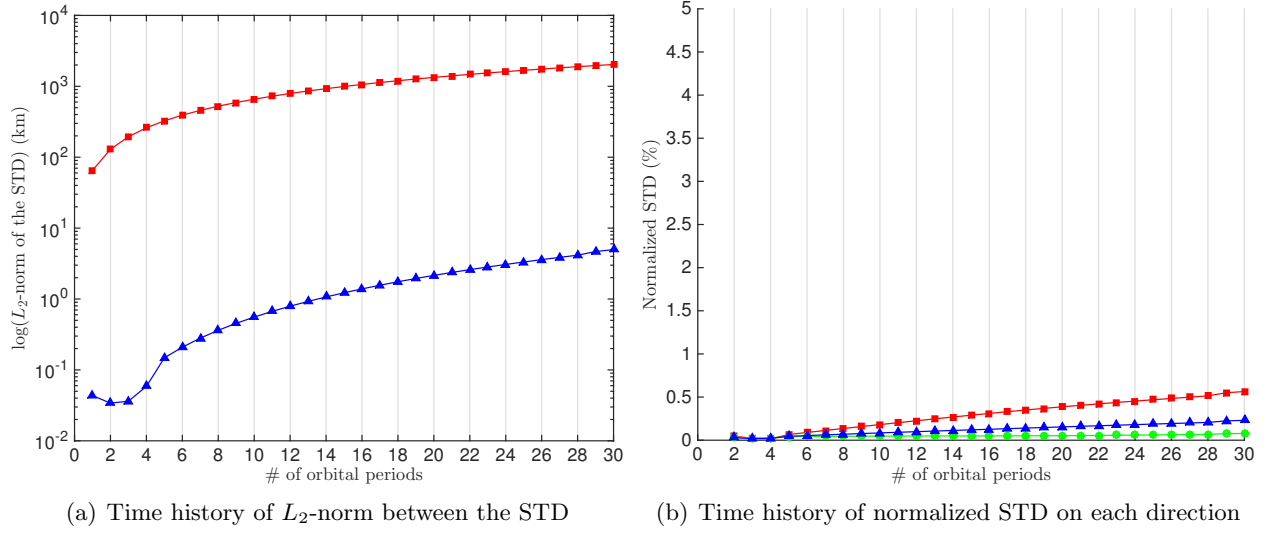 10^4
10^3
10^2
10^1
10^0
10^{-1}
10^{-2}
log(L_2-norm of the STD) (km)
0 2 4 6 8 10 12 14 16 18 20 22 24 26 28 30
# of orbital periods
(a) Time history of L_2-norm between the STD
5
4.5
4
3.5
3
2.5
2
1.5
1
0.5
0
Normalized STD (%)
0 2 4 6 8 10 12 14 16 18 20 22 24 26 28 30
# of orbital periods
(b) Time history of normalized STD on each direction